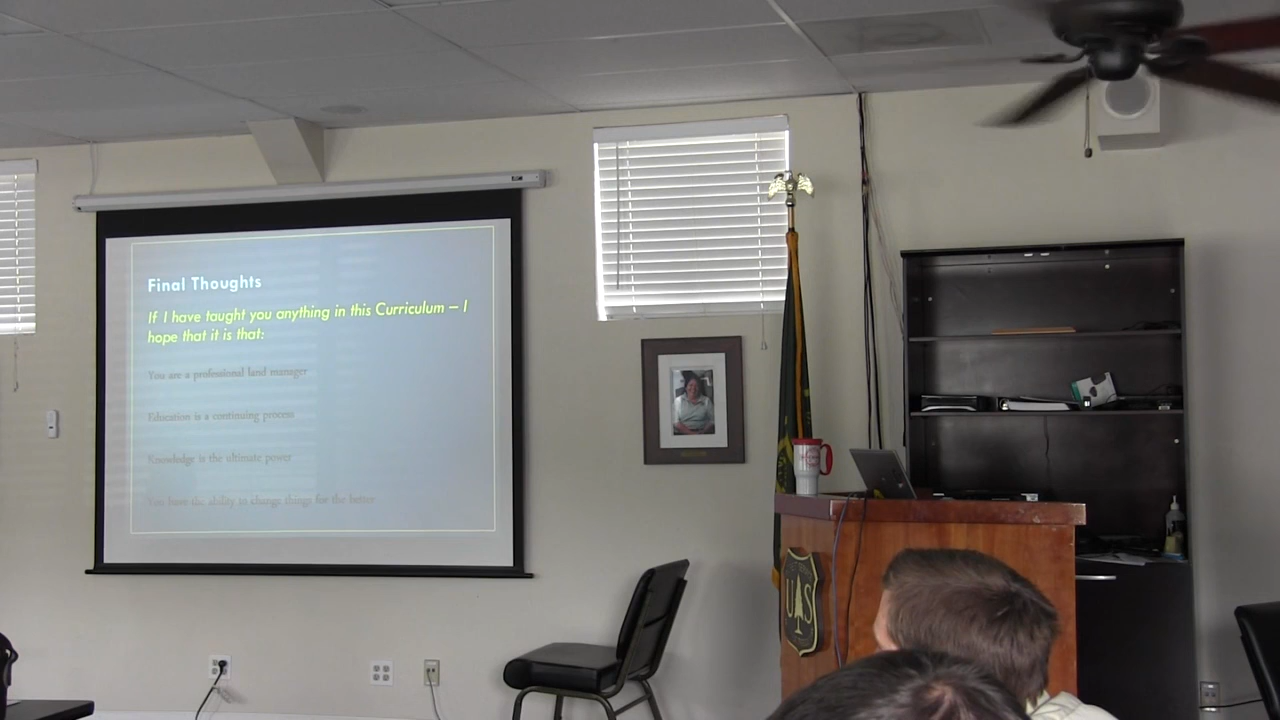 Final Thoughts
If I have taught you anything in this Curriculum – I
hope that it is that:
You are a professional land manager
Education is a continuing process
Knowledge is the ultimate power
You have the ability to change things for the better
U S